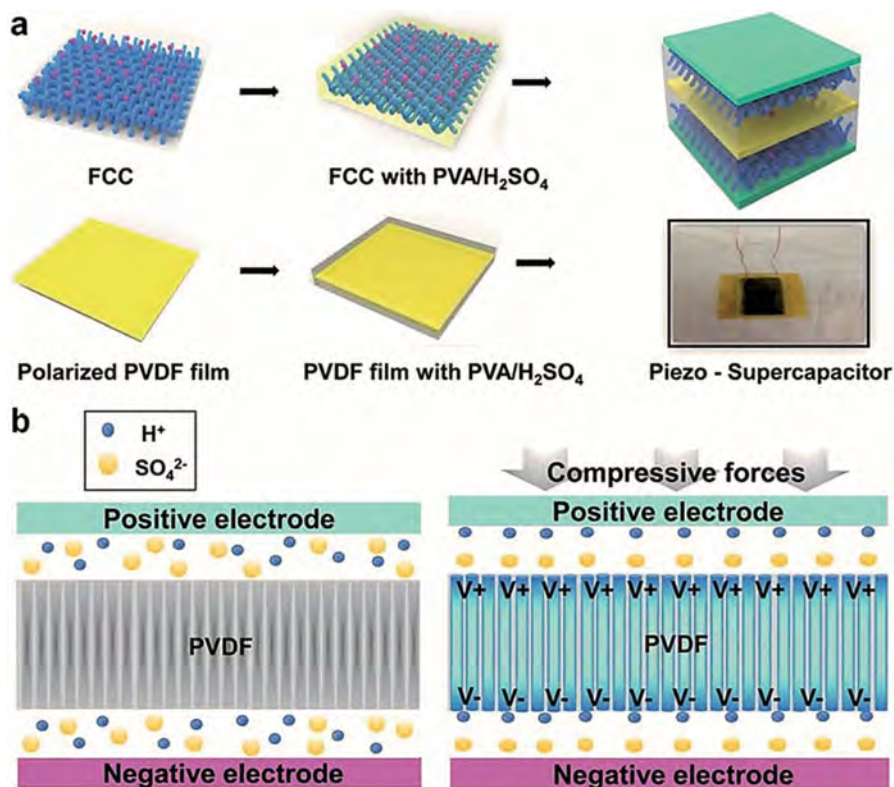 a
FCC
FCC with PVA/H₂SO₄
Polarized PVDF film
PVDF film with PVA/H₂SO₄
Piezo - Supercapacitor
b
H⁺
SO₄²⁻
Positive electrode
PVDF
Negative electrode
Compressive forces
Positive electrode
V+ V+ V+ V+ V+ V+ V+ V+ V+
PVDF
V- V- V- V- V- V- V- V- V-
Negative electrode